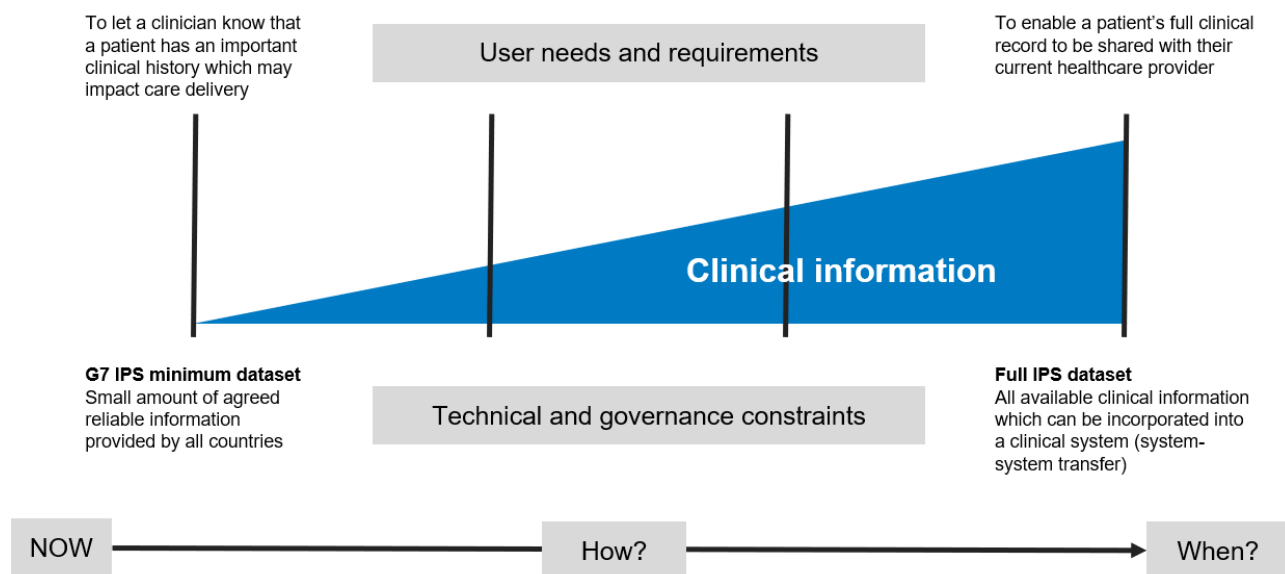 To let a clinician know that
a patient has an important
clinical history which may
impact care delivery
User needs and requirements
To enable a patient’s full clinical
record to be shared with their
current healthcare provider
Clinical information
G7 IPS minimum dataset
Small amount of agreed
reliable information
provided by all countries
Technical and governance constraints
Full IPS dataset
All available clinical information
which can be incorporated into
a clinical system (system-
system transfer)
NOW
How?
When?